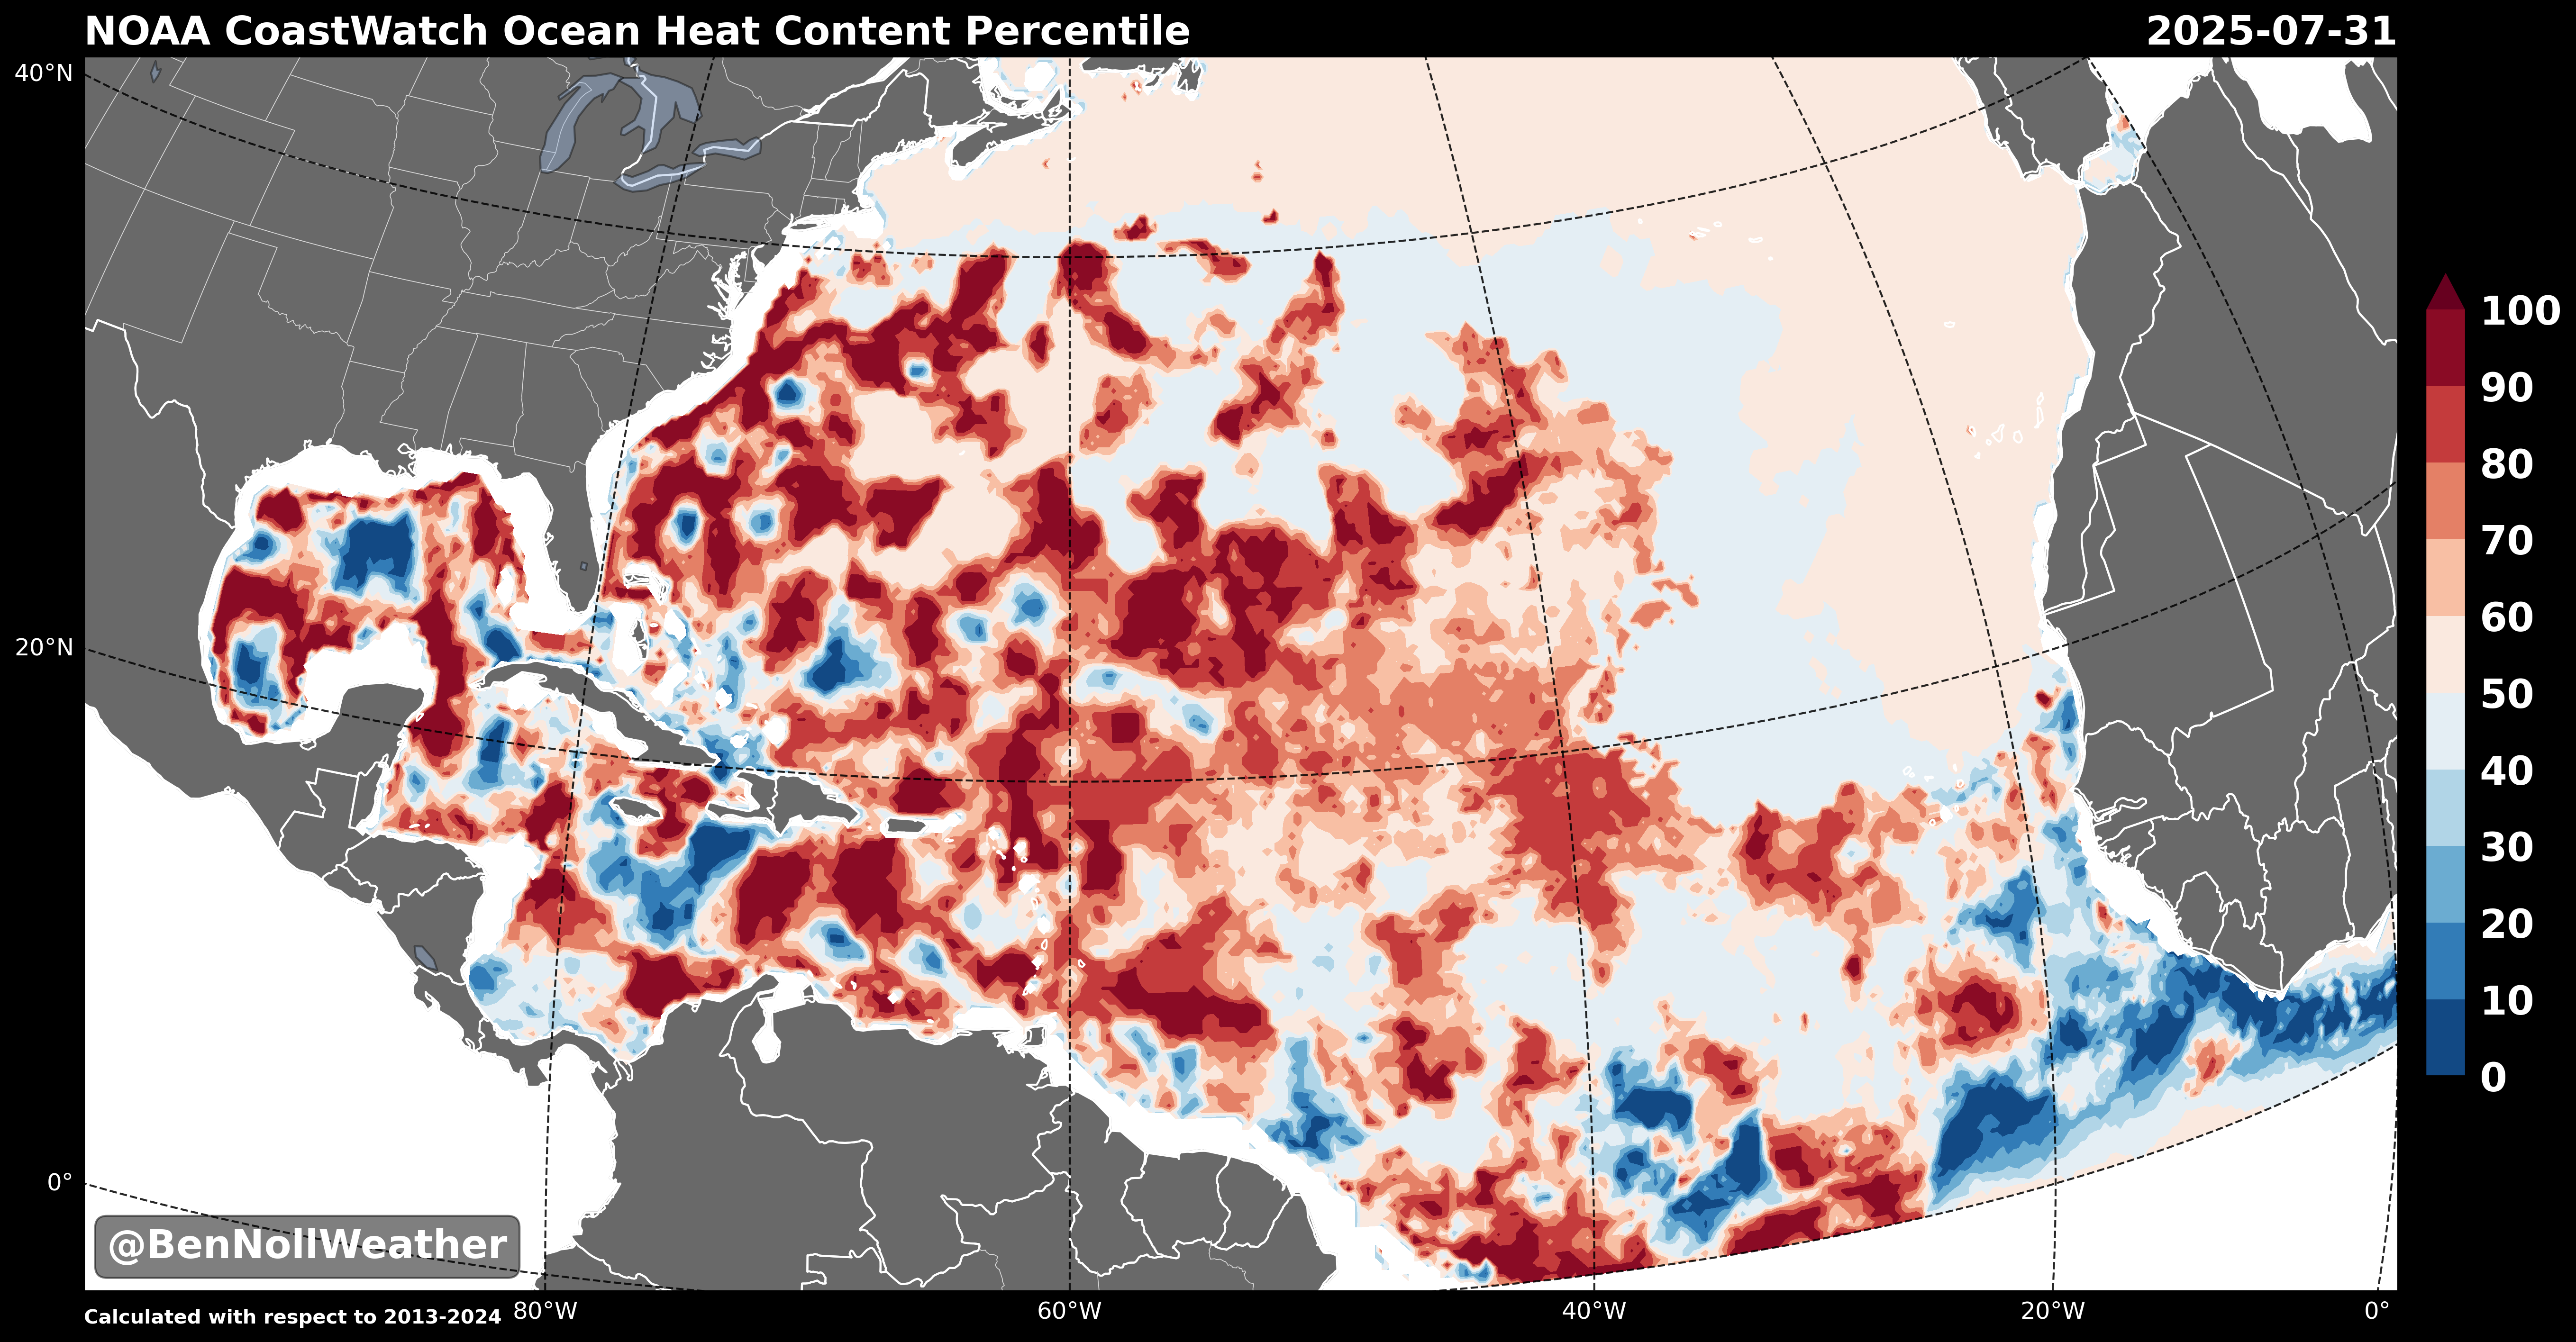 NOAA CoastWatch Ocean Heat Content Percentile
2025-07-31
40°N
20°N
0°
100
90
80
70
60
50
40
30
20
10
0
@BenNollWeather
Calculated with respect to 2013-2024
80°W
60°W
40°W
20°W
0°